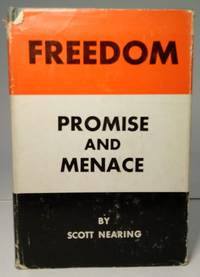 FREEDOM
PROMISE
AND
MENACE
BY
SCOTT NEARING